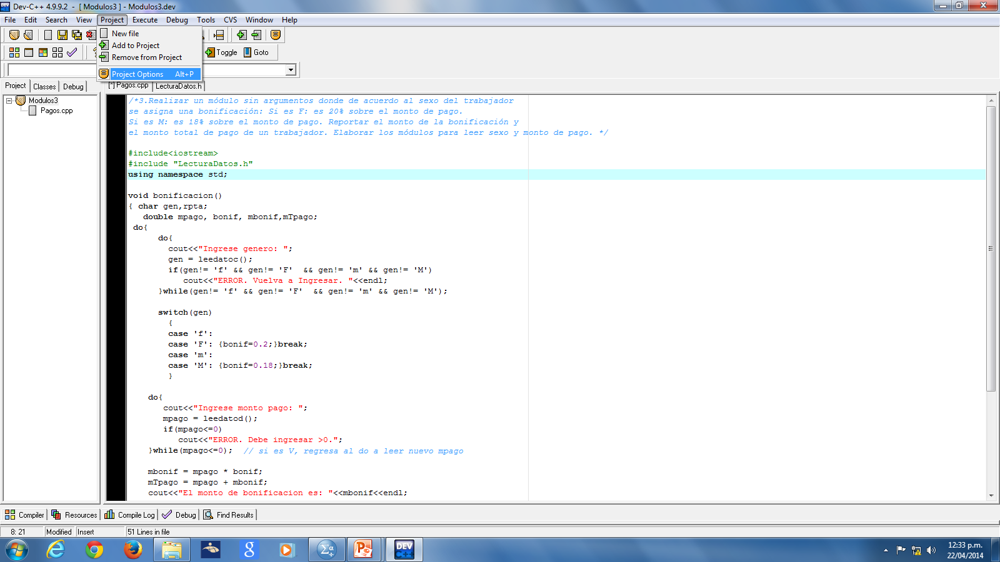 Dev-C++ 4.9.9.2  -  [ Modulos3 ] - Modulos3.dev
File Edit Search View Project Execute Debug Tools CVS Window Help
New file
Add to Project
Remove from Project
Project Options Alt+P
Toggle Goto
Project Classes Debug
[*] Pagos.cpp LecturaDatos.h
Modulos3
Pagos.cpp
/*3.Realizar un módulo sin argumentos donde de acuerdo al sexo del trabajador
se asigna una bonificación: Si es F: es 20% sobre el monto de pago.
Si es M: es 18% sobre el monto de pago. Reportar el monto de la bonificación y
el monto total de pago de un trabajador. Elaborar los módulos para leer sexo y monto de pago. */
#include<iostream>
#include "LecturaDatos.h"
using namespace std;
void bonificacion()
{ char gen,rpta;
double mpago, bonif, mbonif,mTpago;
do{
do{
cout<<"Ingrese genero: ";
gen = leedatoc();
if(gen!= 'f' && gen!= 'F'  && gen!= 'm' && gen!= 'M')
cout<<"ERROR. Vuelva a Ingresar. "<<endl;
}while(gen!= 'f' && gen!= 'F'  && gen!= 'm' && gen!= 'M');
switch(gen)
{
case 'f':
case 'F': {bonif=0.2;}break;
case 'm':
case 'M': {bonif=0.18;}break;
}
do{
cout<<"Ingrese monto pago: ";
mpago = leedatod();
if(mpago<=0)
cout<<"ERROR. Debe ingresar >0.";
}while(mpago<=0);  // si es V, regresa al do a leer nuevo mpago
mbonif = mpago * bonif;
mTpago = mpago + mbonif;
cout<<"El monto de bonificacion es: "<<mbonif<<endl;
Compiler Resources Compile Log Debug Find Results
8: 21 Modified Insert 51 Lines in file
DEV
C++
12:33 p.m.
22/04/2014